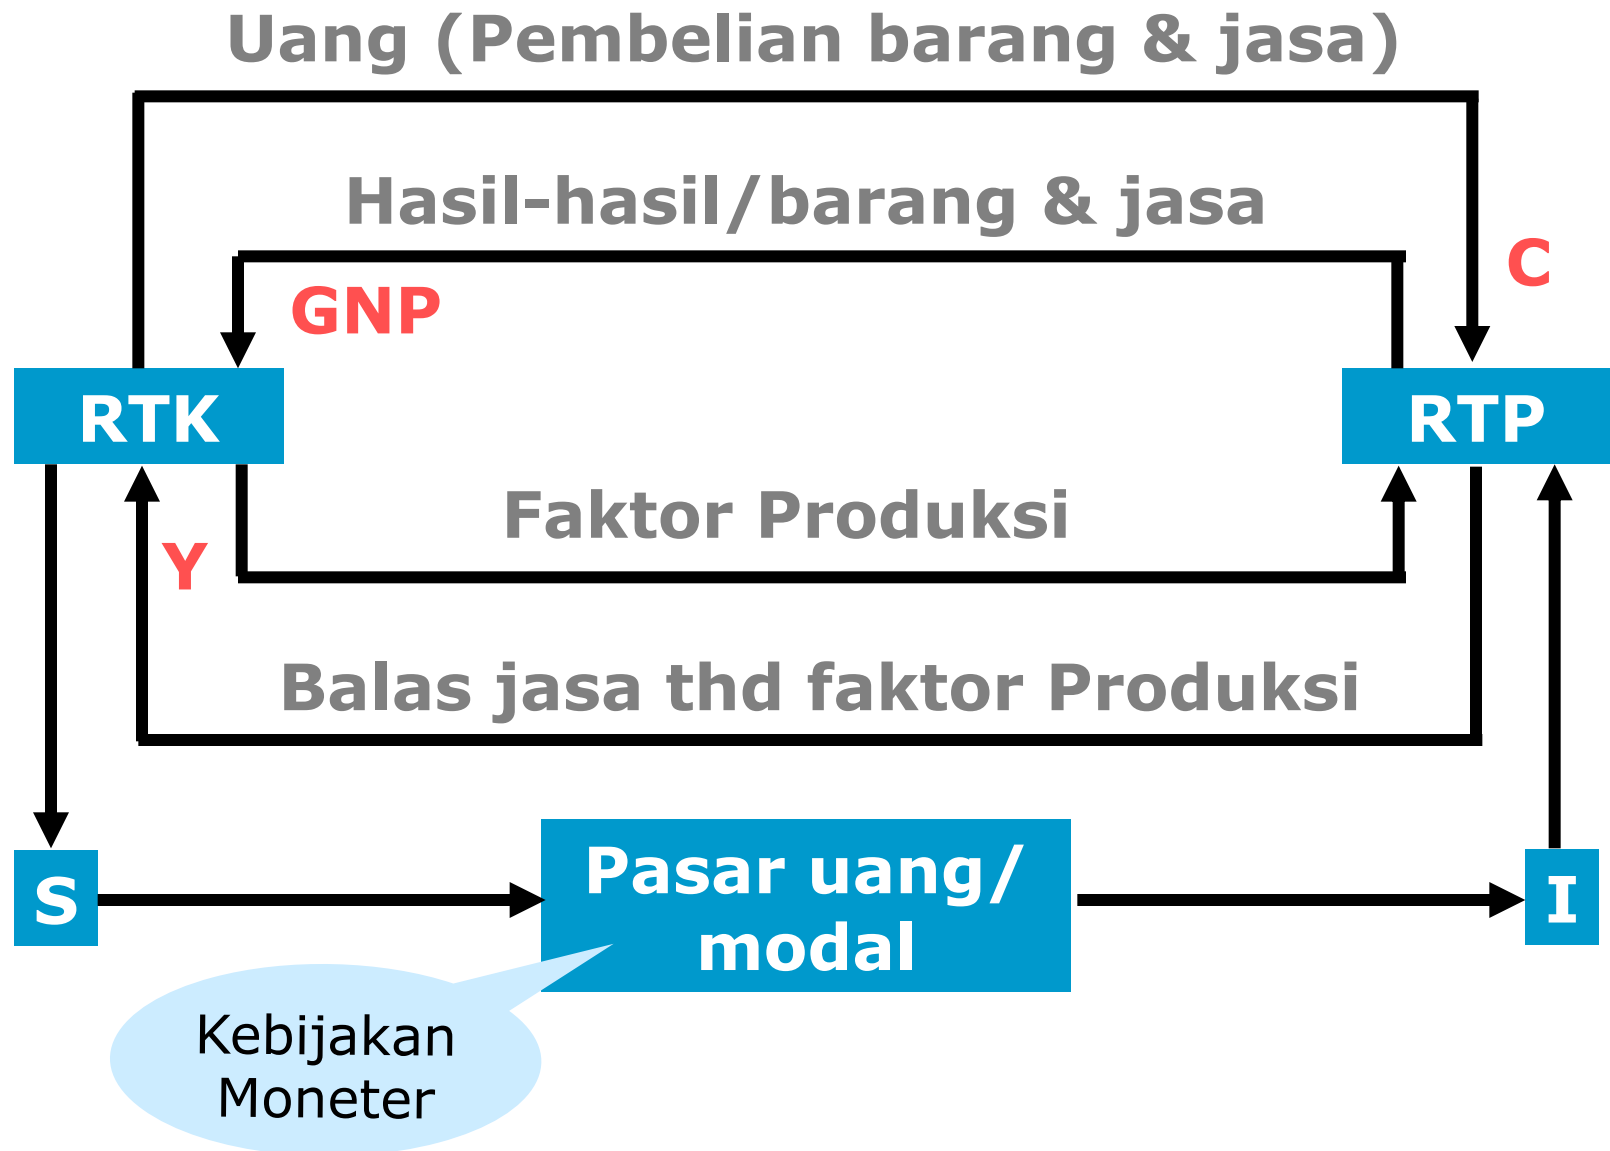 Uang (Pembelian barang & jasa)
Hasil-hasil/barang & jasa
C
GNP
RTK
RTP
Faktor Produksi
Y
Balas jasa thd faktor Produksi
Pasar uang/
modal
S
I
Kebijakan
Moneter